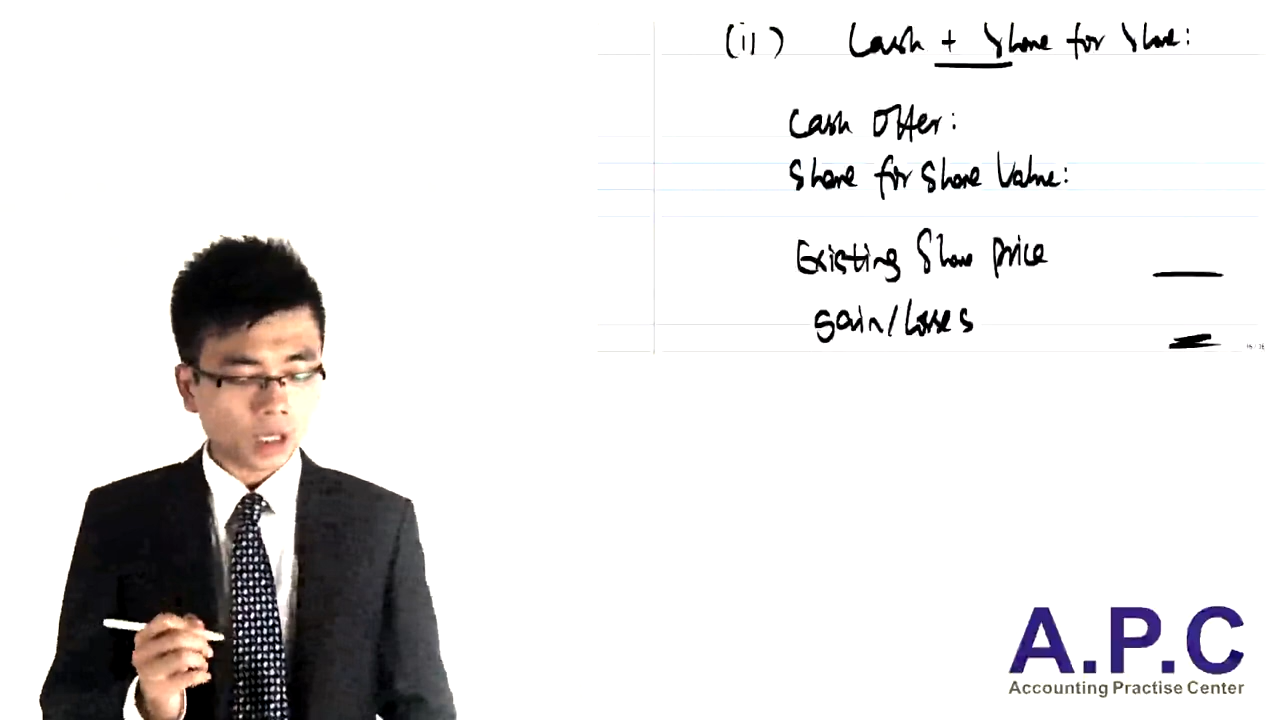 (ii) Cash + Share for Share:
Cash Offer:
Share for Share Value:
Existing Share price
gain/losses
A.P.C
Accounting Practise Center